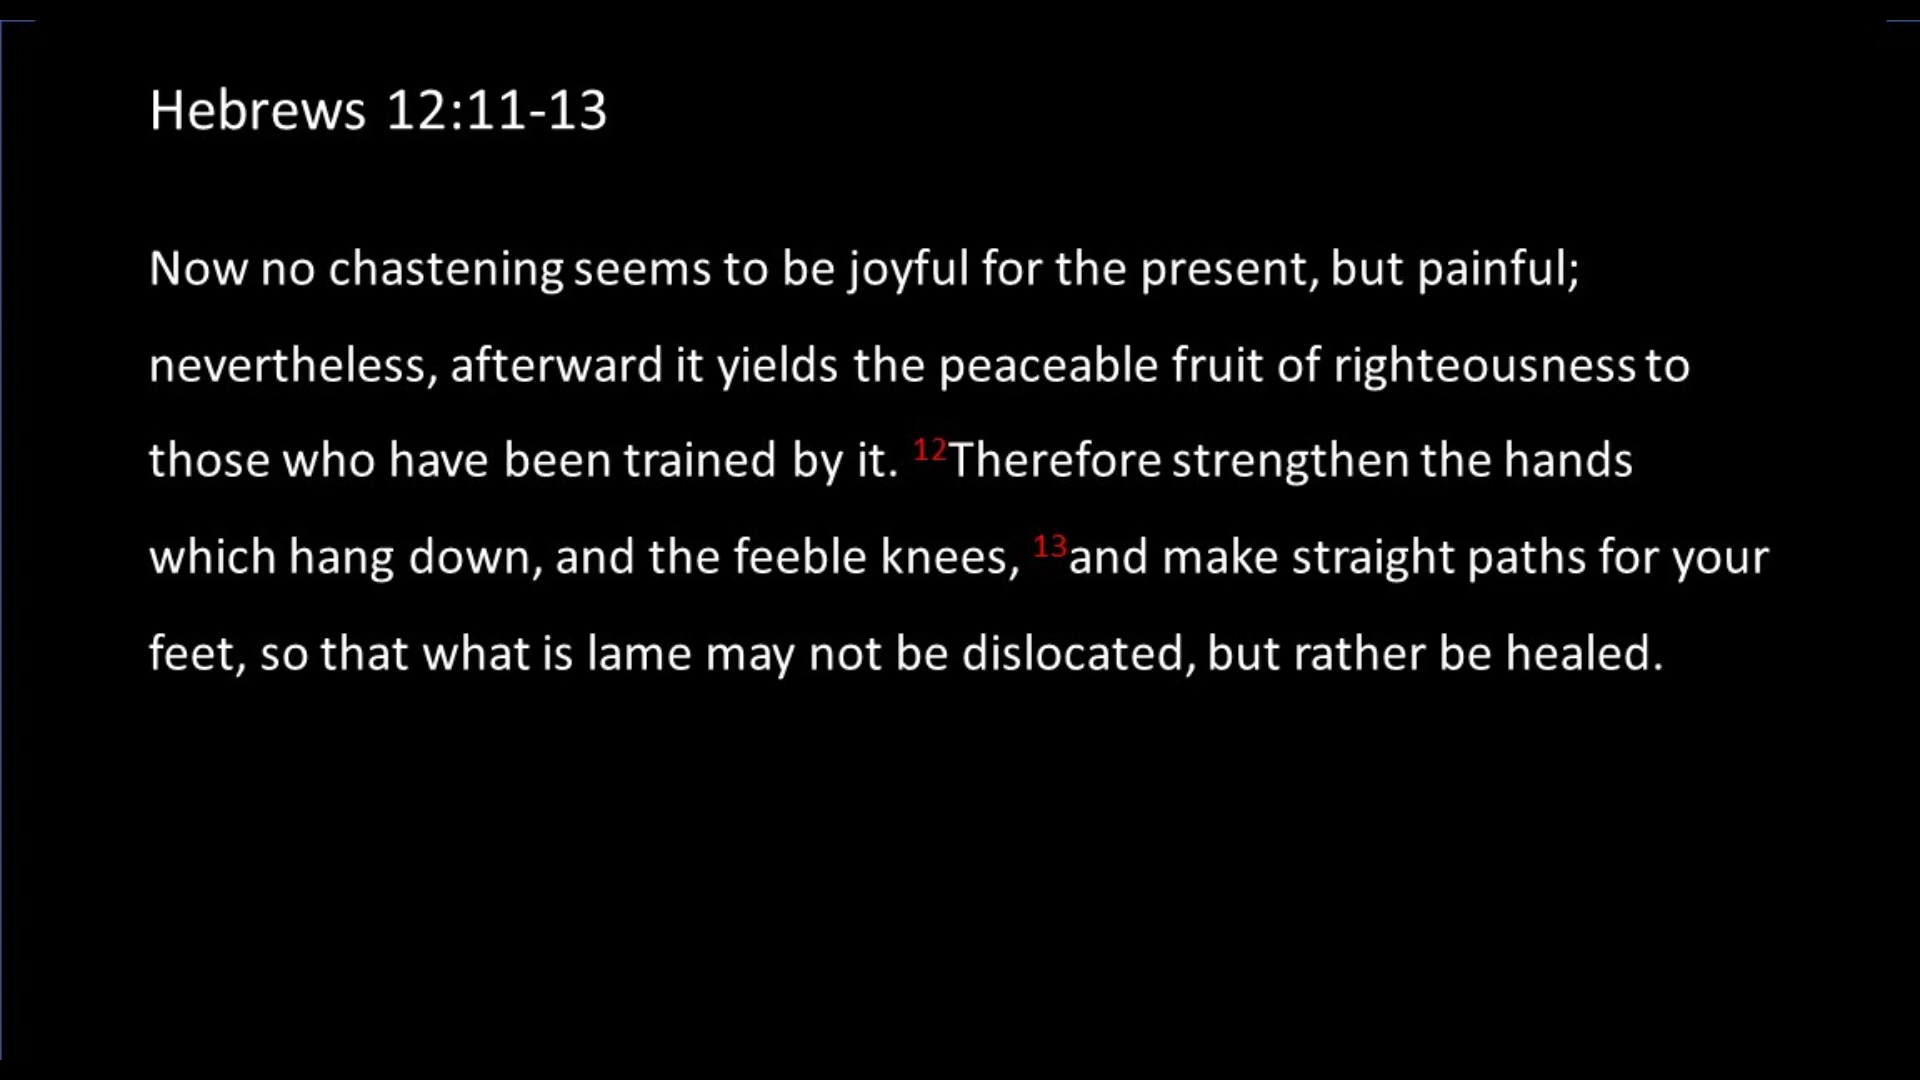 Hebrews 12:11-13
Now no chastening seems to be joyful for the present, but painful;
nevertheless, afterward it yields the peaceable fruit of righteousness to
those who have been trained by it. 12Therefore strengthen the hands
which hang down, and the feeble knees, 13and make straight paths for your
feet, so that what is lame may not be dislocated, but rather be healed.